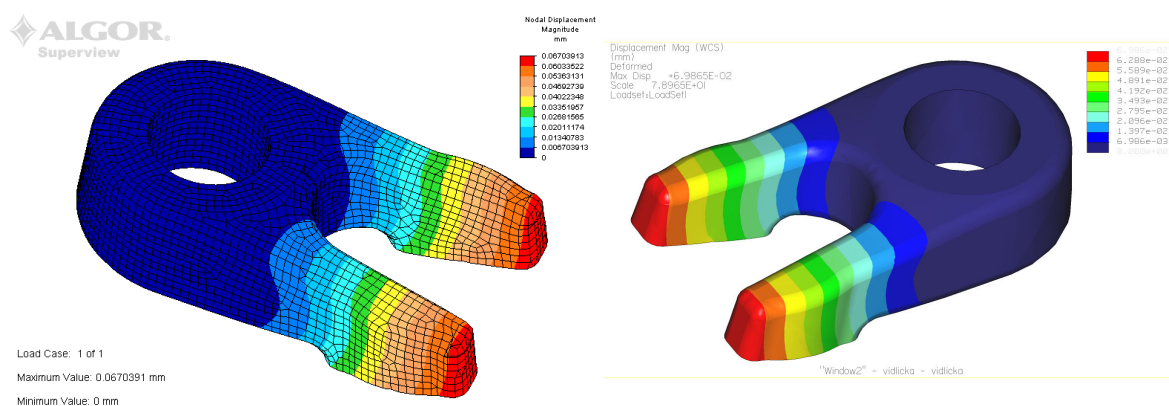 ALGOR.
Superview
Nodal Displacement
Magnitude
mm
0.06703913
0.06033522
0.05363131
0.04692739
0.04022348
0.03351957
0.02681565
0.02011174
0.01340783
0.006703913
0
Load Case: 1 of 1
Maximum Value: 0.0670391 mm
Minimum Value: 0 mm
Displacement Mag (WCS)
(mm)
Deformed
Max Disp +6.9865E-02
Scale 7.8965E+01
Loadset:LoadSet1
6.986e-02
6.288e-02
5.589e-02
4.891e-02
4.192e-02
3.493e-02
2.795e-02
2.096e-02
1.397e-02
6.986e-03
0.000e+00
"Window2" - vidlicka - vidlicka